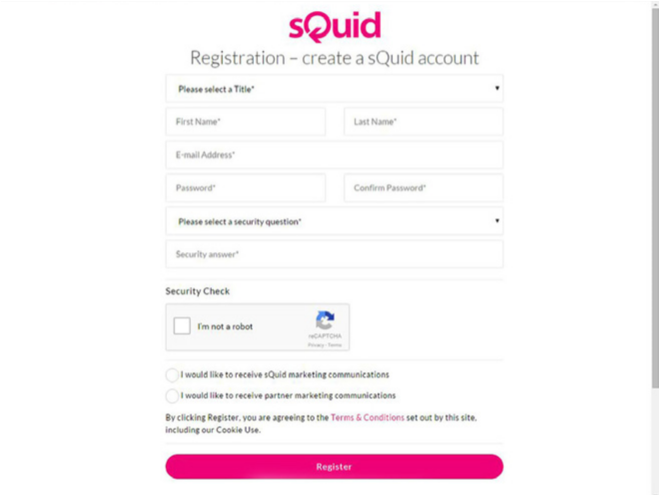 sQuid
Registration – create a sQuid account
Please select a Title*
First Name* Last Name*
E-mail Address*
Password* Confirm Password*
Please select a security question*
Security answer*
Security Check
I'm not a robot
reCAPTCHA
Privacy - Terms
I would like to receive sQuid marketing communications
I would like to receive partner marketing communications
By clicking Register, you are agreeing to the Terms & Conditions set out by this site,
including our Cookie Use.
Register